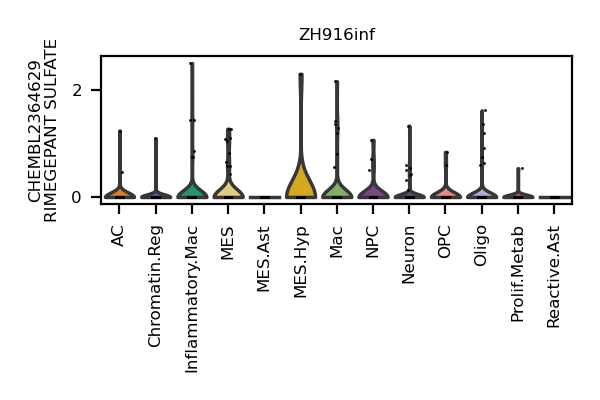 ZH916inf
CHEMBL2364629
RIMEGEPANT SULFATE
2
0
AC
Chromatin.Reg
Inflammatory.Mac
MES
MES.Ast
MES.Hyp
Mac
NPC
Neuron
OPC
Oligo
Prolif.Metab
Reactive.Ast